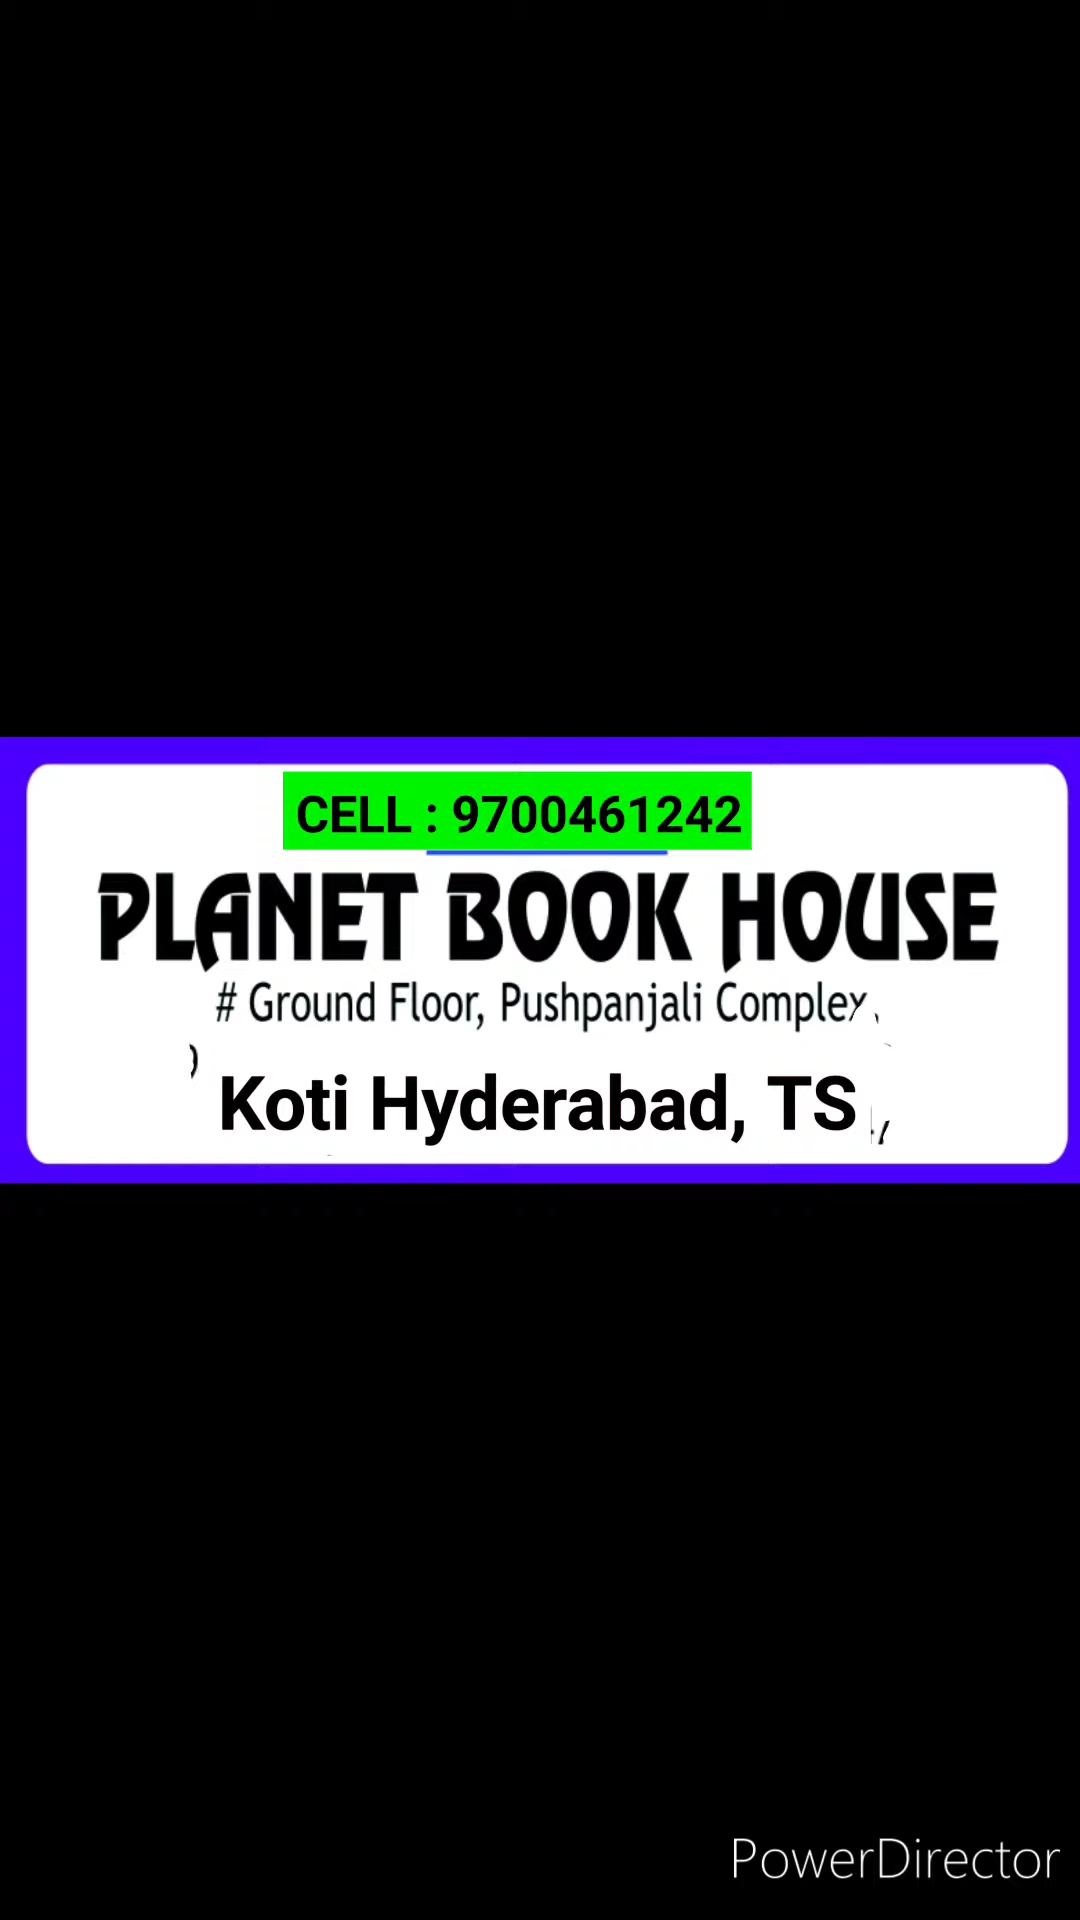 CELL : 9700461242
PLANET BOOK HOUSE
# Ground Floor, Pushpanjali Complex,
Koti Hyderabad, TS
PowerDirector